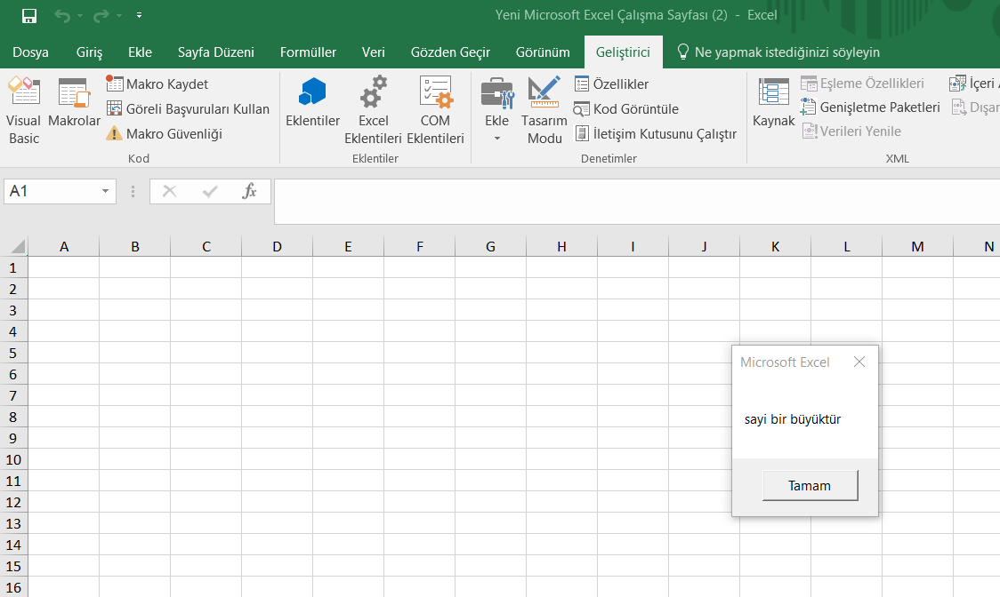 Yeni Microsoft Excel Çalışma Sayfası (2) - Excel
Dosya Giriş Ekle Sayfa Düzeni Formüller Veri Gözden Geçir Görünüm Geliştirici Ne yapmak istediğinizi söyleyin
Visual Basic
Makrolar
Makro Kaydet
Göreli Başvuruları Kullan
Makro Güvenliği
Kod
Eklentiler
Excel Eklentileri
COM Eklentileri
Eklentiler
Ekle
Tasarım Modu
Özellikler
Kod Görüntüle
İletişim Kutusunu Çalıştır
Denetimler
Kaynak
Eşleme Özellikleri
Genişletme Paketleri
Verileri Yenile
İçeri A
Dışar
XML
A1 fx
A B C D E F G H I J K L M N
1
2
3
4
5
6
7
8
9
10
11
12
13
14
15
16
Microsoft Excel
sayi bir büyüktür
Tamam